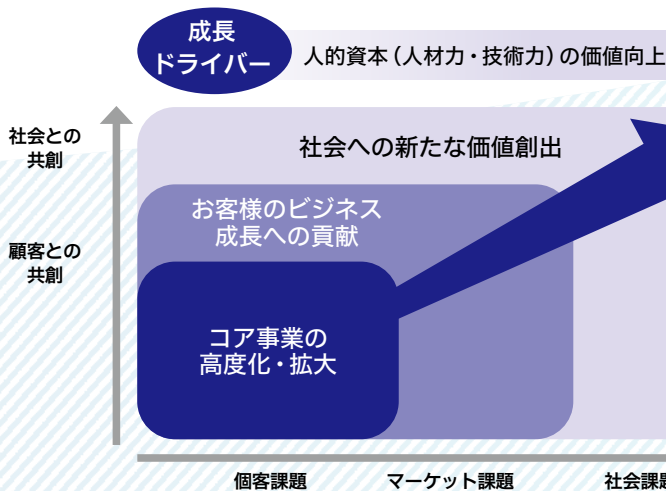 成長
ドライバー
人的資本（人材力・技術力）の価値向上
社会との
共創
社会への新たな価値創出
お客様のビジネス
成長への貢献
顧客との
共創
コア事業の
高度化・拡大
個客課題
マーケット課題
社会課題